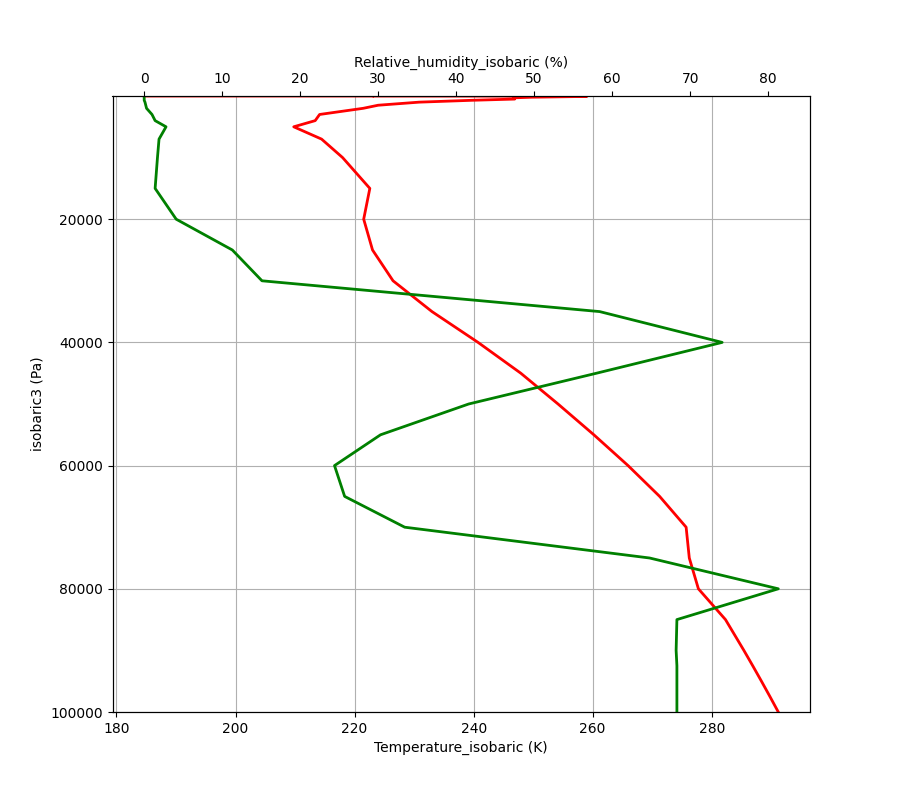 Relative_humidity_isobaric (%)
0 10 20 30 40 50 60 70 80
20000
40000
isobaric3 (Pa)
60000
80000
100000
180 200 220 240 260 280
Temperature_isobaric (K)